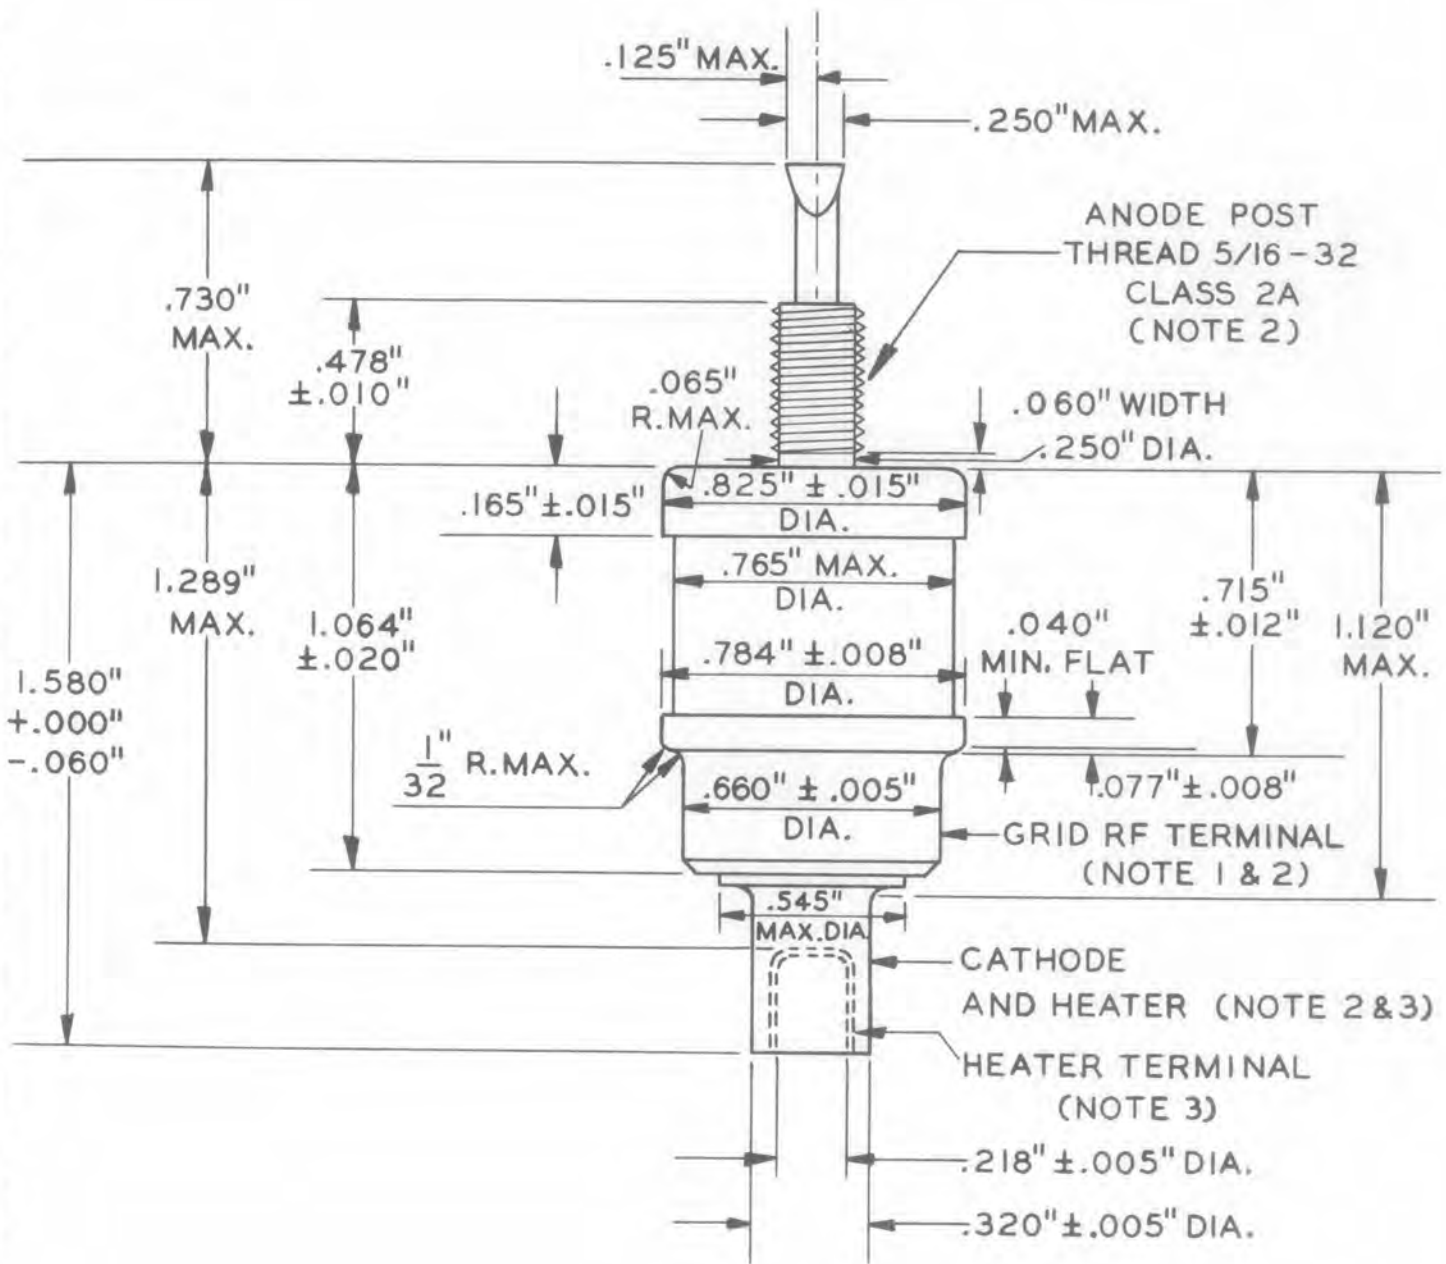 .125" MAX.
.250" MAX.
ANODE POST
THREAD 5/16-32
CLASS 2A
(NOTE 2)
.730"
MAX.
.478"
±.010"
.065"
R.MAX.
.060" WIDTH
.250" DIA.
.165" ±.015"
.825" ± .015"
DIA.
.765" MAX.
DIA.
1.289"
MAX.
1.064"
±.020"
.715"
±.012"
1.120"
MAX.
.040"
MIN. FLAT
.784" ±.008"
DIA.
1.580"
+.000"
-.060"
1/32" R.MAX.
.077" ±.008"
.660" ± .005"
DIA.
GRID RF TERMINAL
(NOTE 1 & 2)
.545"
MAX. DIA.
CATHODE
AND HEATER (NOTE 2 & 3)
HEATER TERMINAL
(NOTE 3)
.218" ±.005" DIA.
.320" ±.005" DIA.